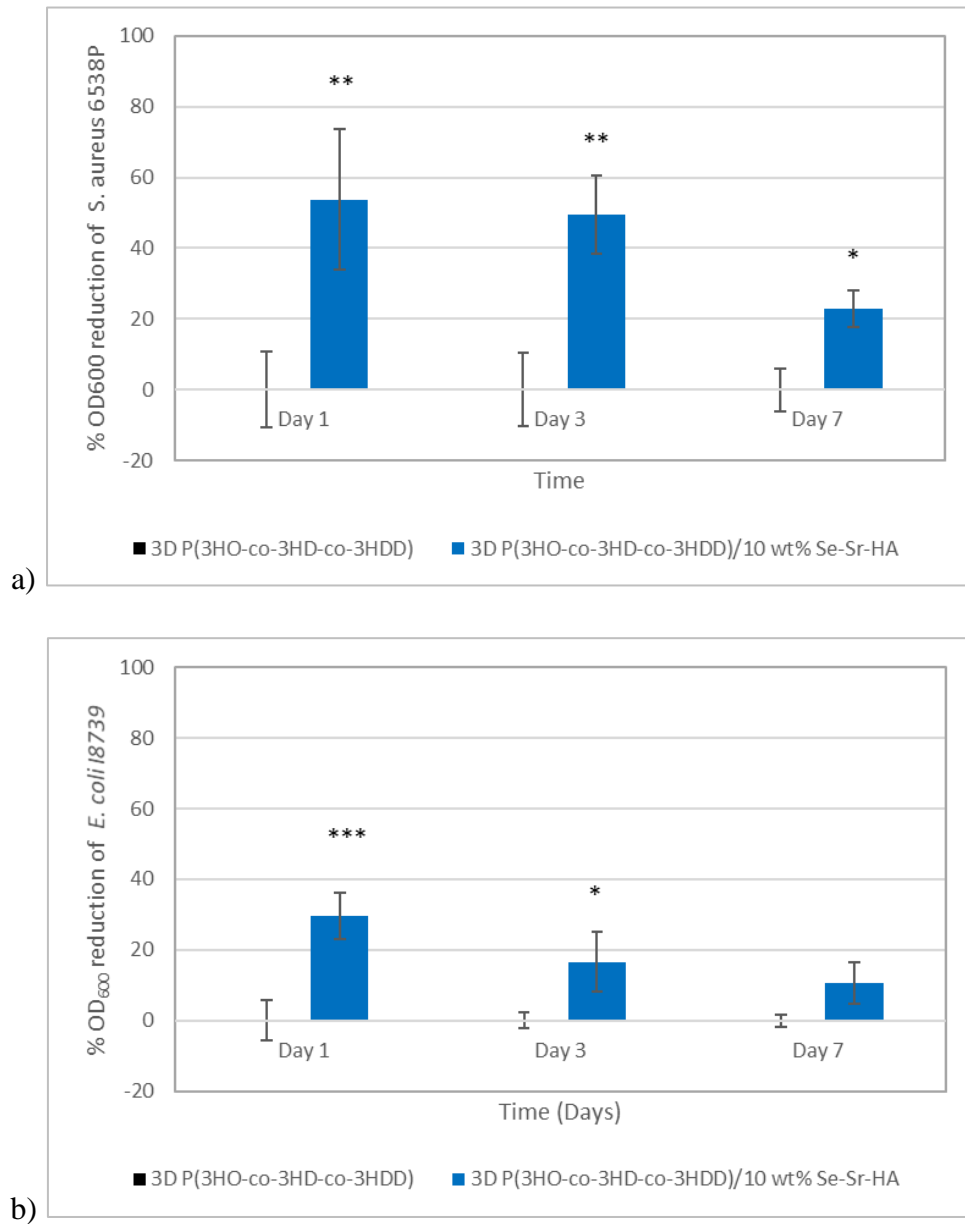 100
80
60
40
20
0
-20
% OD600 reduction of S. aureus 6538P
**
**
*
Day 1
Day 3
Day 7
Time
3D P(3HO-co-3HD-co-3HDD)
3D P(3HO-co-3HD-co-3HDD)/10 wt% Se-Sr-HA
a)
100
80
60
40
20
0
-20
% OD600 reduction of E. coli I8739
***
*
Day 1
Day 3
Day 7
Time (Days)
3D P(3HO-co-3HD-co-3HDD)
3D P(3HO-co-3HD-co-3HDD)/10 wt% Se-Sr-HA
b)